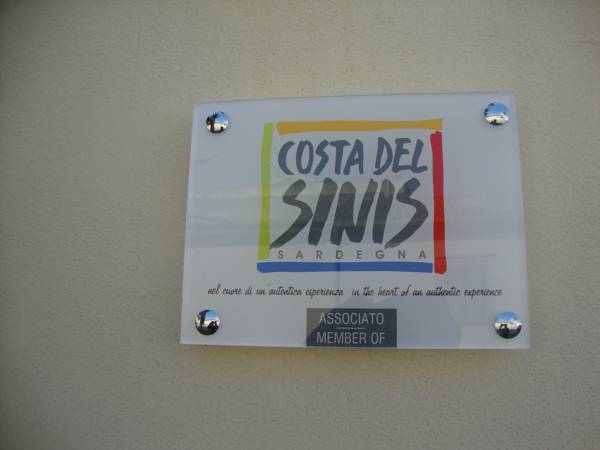 COSTA DEL
SINIS
SARDEGNA
nel cuore di un'autentica esperienza in the heart of an authentic experience
ASSOCIATO
MEMBER OF